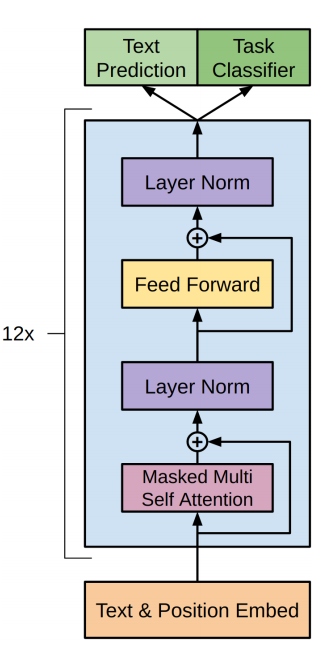 Text
Prediction
Task
Classifier
Layer Norm
Feed Forward
12x
Layer Norm
Masked Multi
Self Attention
Text & Position Embed